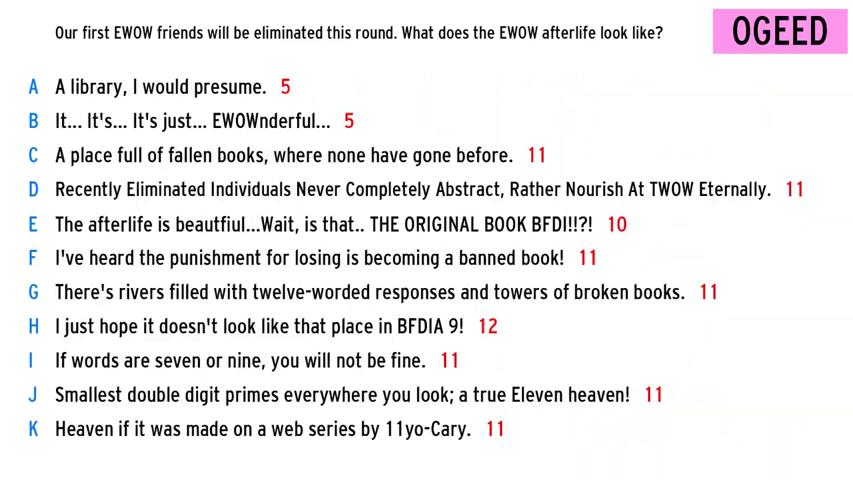 Our first EWOW friends will be eliminated this round. What does the EWOW afterlife look like?
OGEED
A A library, I would presume. 5
B It... It's... It's just... EWOWnderful... 5
C A place full of fallen books, where none have gone before. 11
D Recently Eliminated Individuals Never Completely Abstract, Rather Nourish At TWOW Eternally. 11
E The afterlife is beautfiul...Wait, is that.. THE ORIGINAL BOOK BFDI!!?! 10
F I've heard the punishment for losing is becoming a banned book! 11
G There's rivers filled with twelve-worded responses and towers of broken books. 11
H I just hope it doesn't look like that place in BFDIA 9! 12
I If words are seven or nine, you will not be fine. 11
J Smallest double digit primes everywhere you look; a true Eleven heaven! 11
K Heaven if it was made on a web series by 11yo-Cary. 11